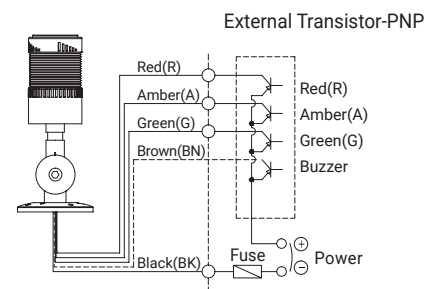 External Transistor-PNP
Red(R)
Amber(A)
Green(G)
Brown(BN)
Black(BK)
Red(R)
Amber(A)
Green(G)
Buzzer
Fuse
+
−
Power